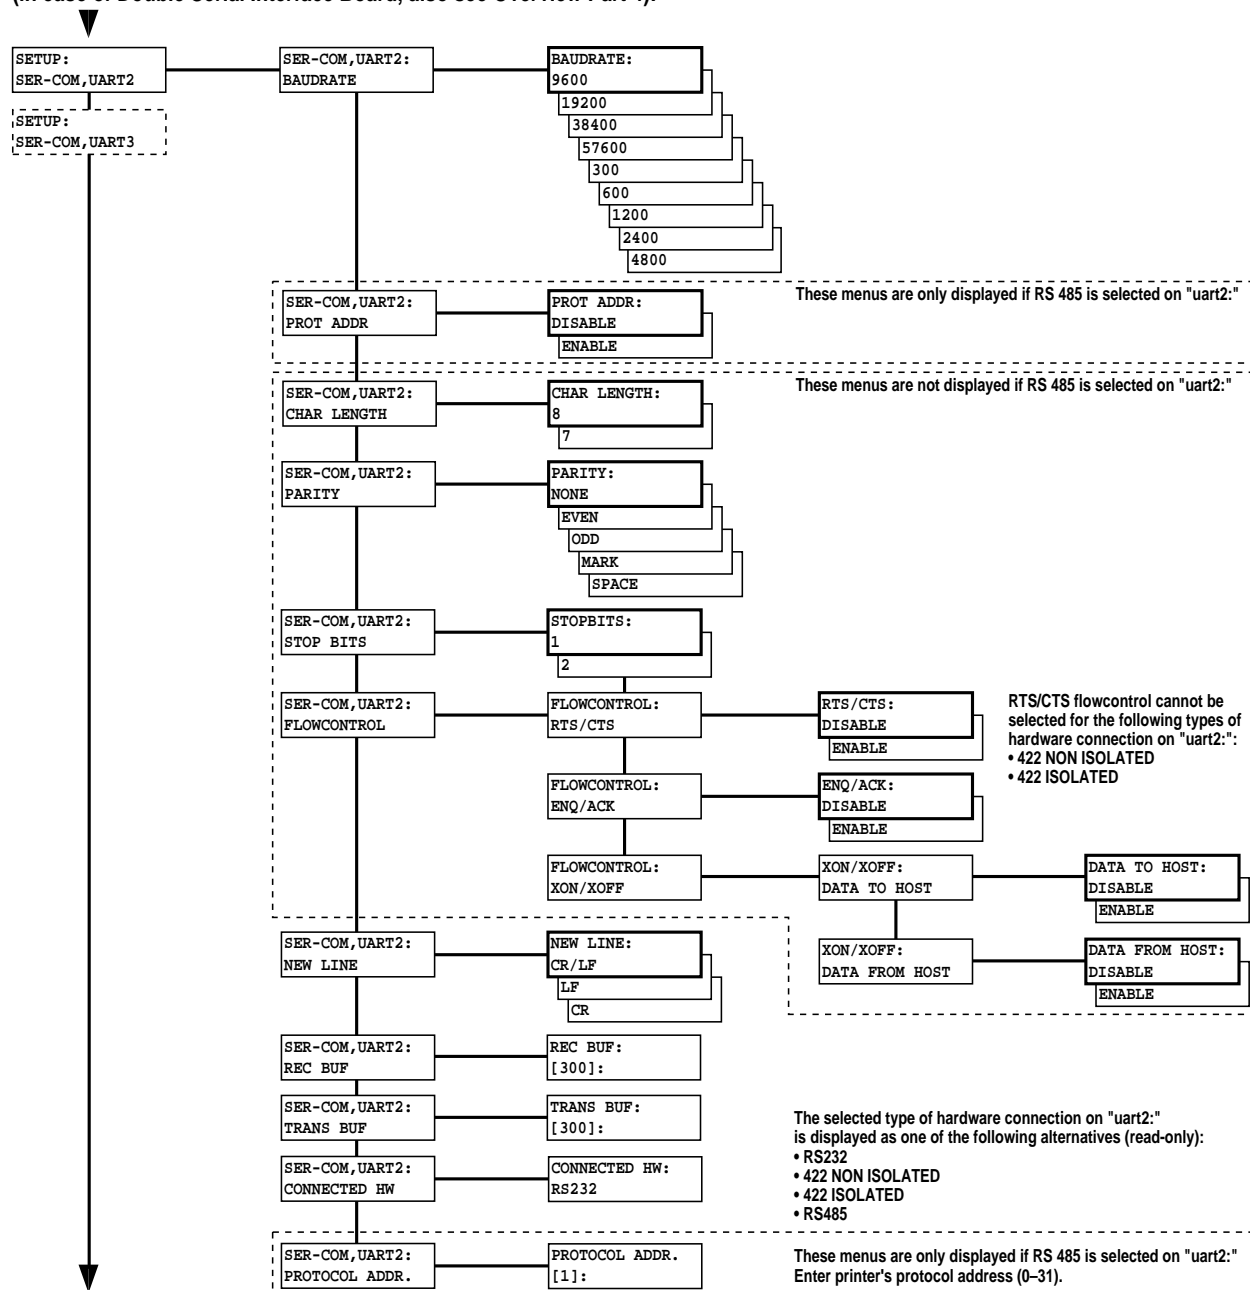 SETUP:
SER-COM,UART2
SER-COM,UART2:
BAUDRATE
BAUDRATE:
9600
19200
38400
57600
300
600
1200
2400
4800
SETUP:
SER-COM,UART3
SER-COM,UART2:
PROT ADDR
PROT ADDR:
DISABLE
ENABLE
These menus are only displayed if RS 485 is selected on "uart2:"
SER-COM,UART2:
CHAR LENGTH
CHAR LENGTH:
8
7
These menus are not displayed if RS 485 is selected on "uart2:"
SER-COM,UART2:
PARITY
PARITY:
NONE
EVEN
ODD
MARK
SPACE
SER-COM,UART2:
STOP BITS
STOPBITS:
1
2
SER-COM,UART2:
FLOWCONTROL
FLOWCONTROL:
RTS/CTS
RTS/CTS:
DISABLE
ENABLE
RTS/CTS flowcontrol cannot be
selected for the following types of
hardware connection on "uart2:":
• 422 NON ISOLATED
• 422 ISOLATED
FLOWCONTROL:
ENQ/ACK
ENQ/ACK:
DISABLE
ENABLE
FLOWCONTROL:
XON/XOFF
XON/XOFF:
DATA TO HOST
DATA TO HOST:
DISABLE
ENABLE
XON/XOFF:
DATA FROM HOST
DATA FROM HOST:
DISABLE
ENABLE
SER-COM,UART2:
NEW LINE
NEW LINE:
CR/LF
LF
CR
SER-COM,UART2:
REC BUF
REC BUF:
[300]:
SER-COM,UART2:
TRANS BUF
TRANS BUF:
[300]:
SER-COM,UART2:
CONNECTED HW
CONNECTED HW:
RS232
The selected type of hardware connection on "uart2:"
is displayed as one of the following alternatives (read-only):
• RS232
• 422 NON ISOLATED
• 422 ISOLATED
• RS485
SER-COM,UART2:
PROTOCOL ADDR.
PROTOCOL ADDR.
[1]:
These menus are only displayed if RS 485 is selected on "uart2:"
Enter printer's protocol address (0–31).